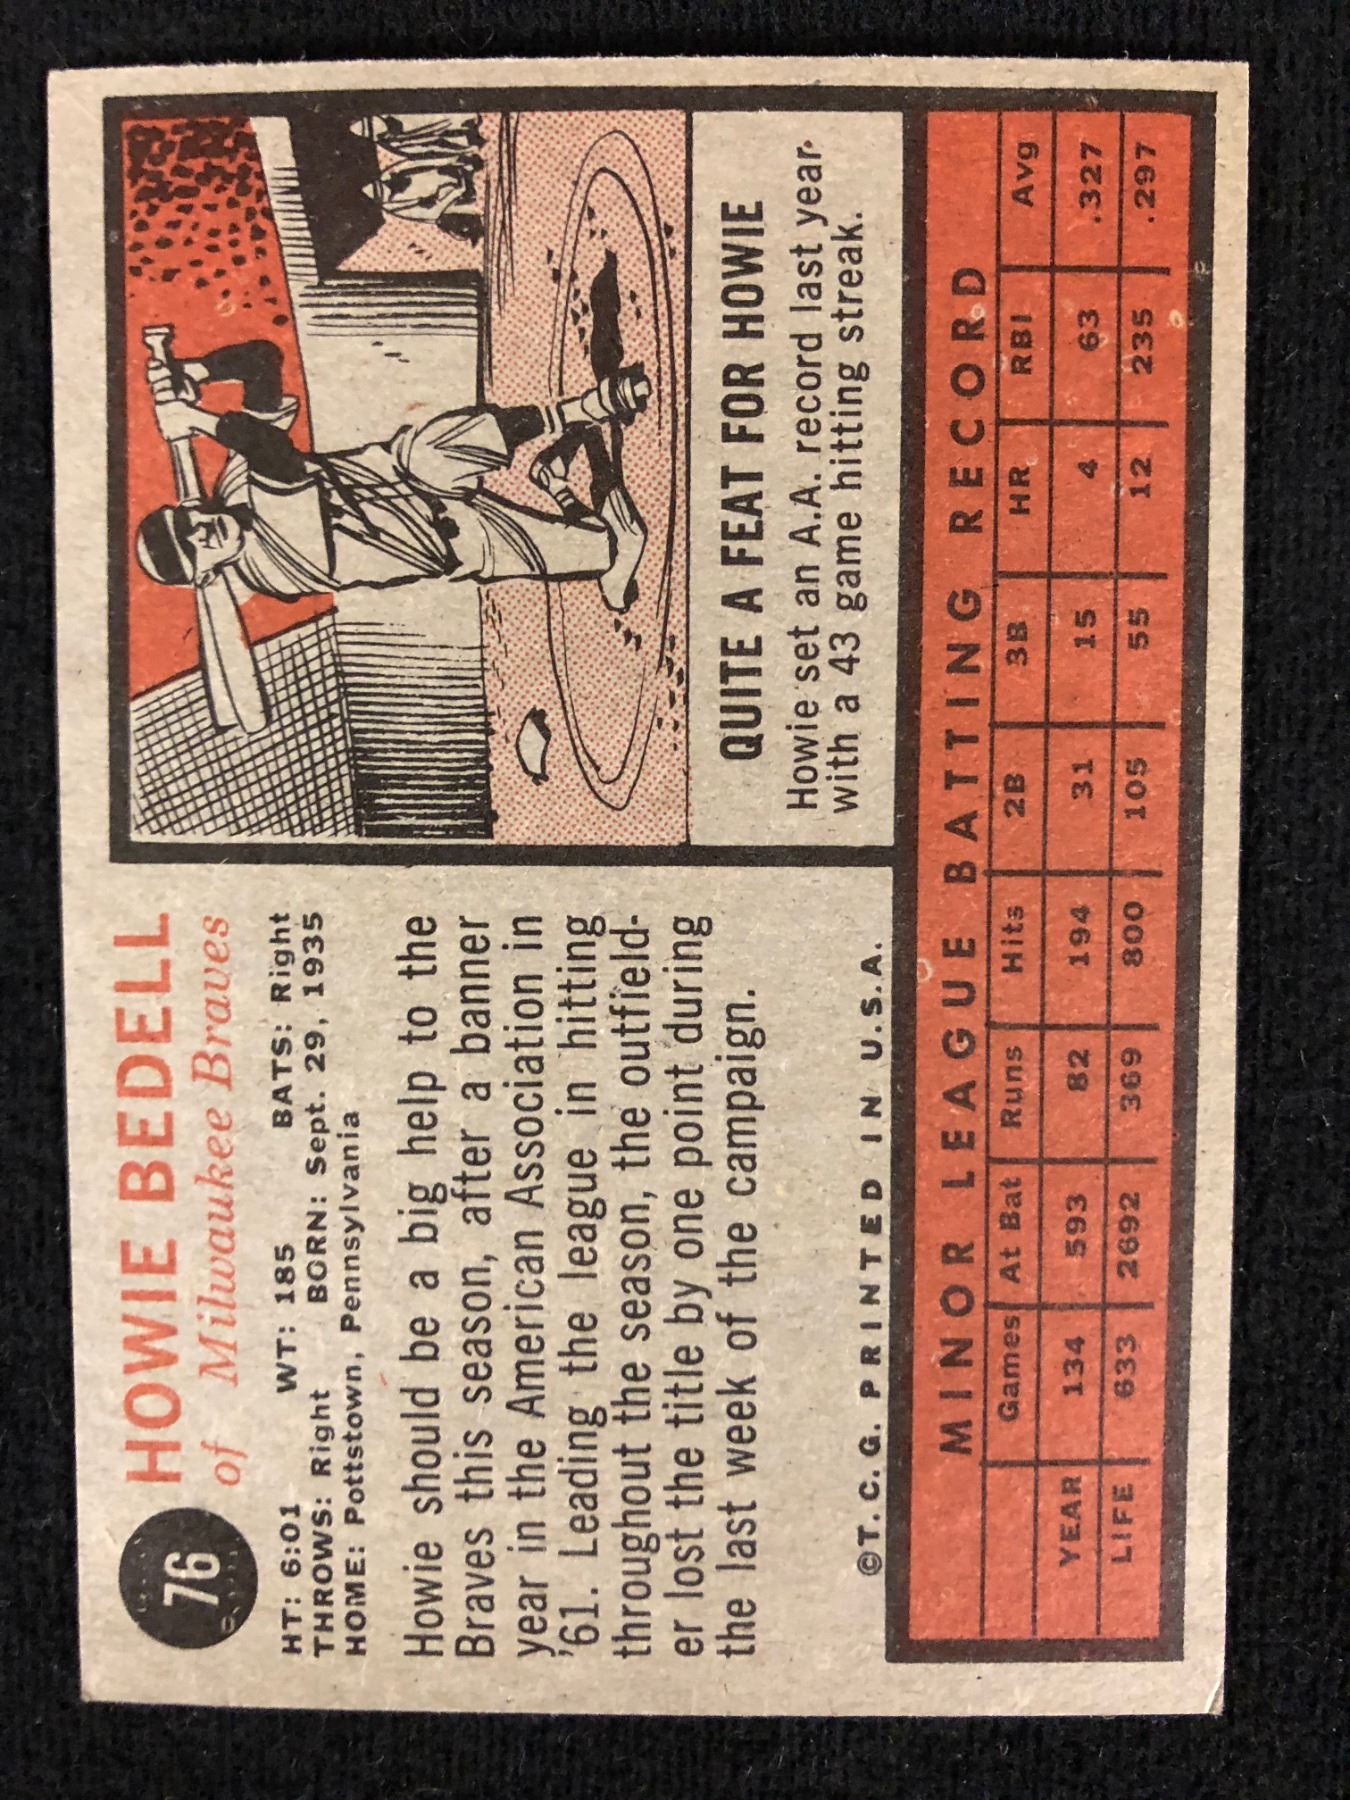 76
HOWIE BEDELL
of Milwaukee Braves
HT: 6:01 WT: 185 BATS: Right
THROWS: Right BORN: Sept. 29, 1935
HOME: Pottstown, Pennsylvania
Howie should be a big help to the
Braves this season, after a banner
year in the American Association in
'61. Leading the league in hitting
throughout the season, the outfield-
er lost the title by one point during
the last week of the campaign.
©T. C. G. PRINTED IN U.S.A.
QUITE A FEAT FOR HOWIE
Howie set an A.A. record last year
with a 43 game hitting streak.
MINOR LEAGUE BATTING RECORD
Games At Bat Runs Hits 2B 3B HR RBI Avg
YEAR 134 593 82 194 31 15 4 63 .327
LIFE 633 2692 369 800 105 55 12 235 .297